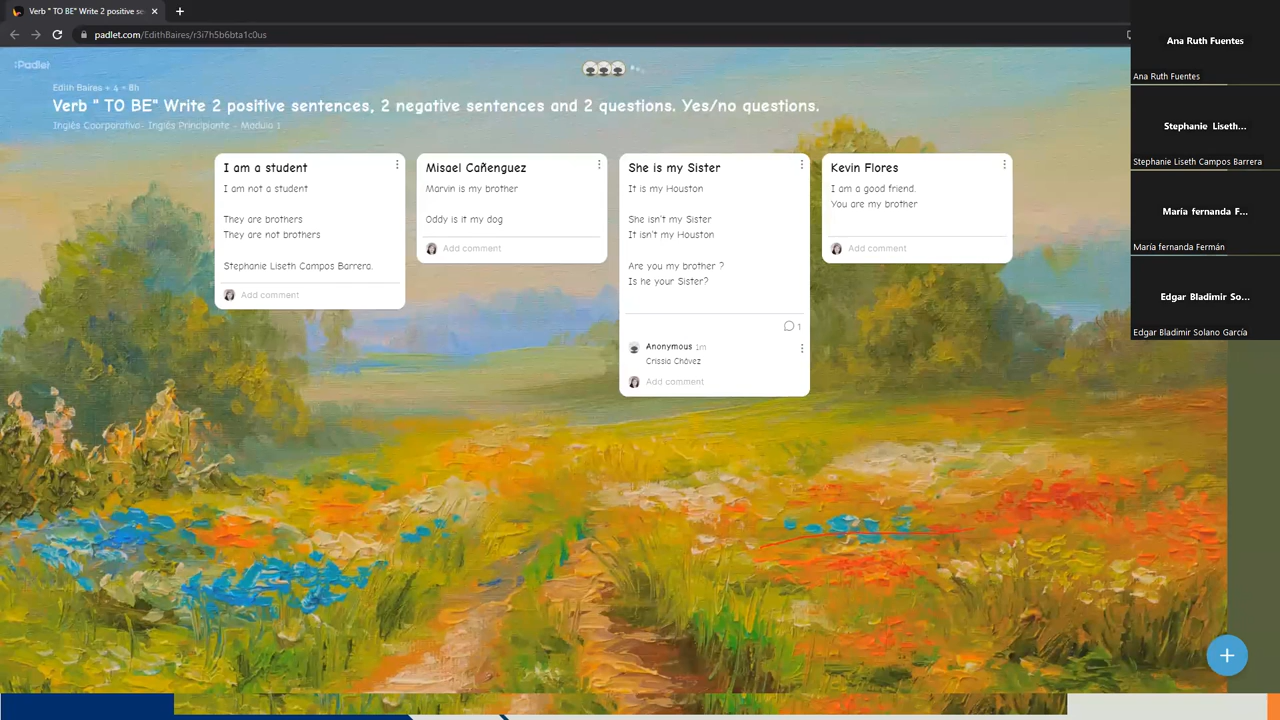 Verb " TO BE" Write 2 positive se
padlet.com/EdithBaires/r3i7h5b6bta1c0us
:Padlet
Edith Baires + 4 • 8h
Verb " TO BE" Write 2 positive sentences, 2 negative sentences and 2 questions. Yes/no questions.
Inglés Coorporativo- Inglés Principiante - Modulo 1
I am a student
I am not a student
They are brothers
They are not brothers
Stephanie Liseth Campos Barrera.
Add comment
Misael Cañenguez
Marvin is my brother
Oddy is it my dog
Add comment
She is my Sister
It is my Houston
She isn't my Sister
It isn't my Houston
Are you my brother ?
Is he your Sister?
1
Anonymous 1m
Crissia Chávez
Add comment
Kevin Flores
I am a good friend.
You are my brother
Add comment
Ana Ruth Fuentes
Ana Ruth Fuentes
Stephanie Liseth...
Stephanie Liseth Campos Barrera
María fernanda F...
María fernanda Fermán
Edgar Bladimir So...
Edgar Bladimir Solano García